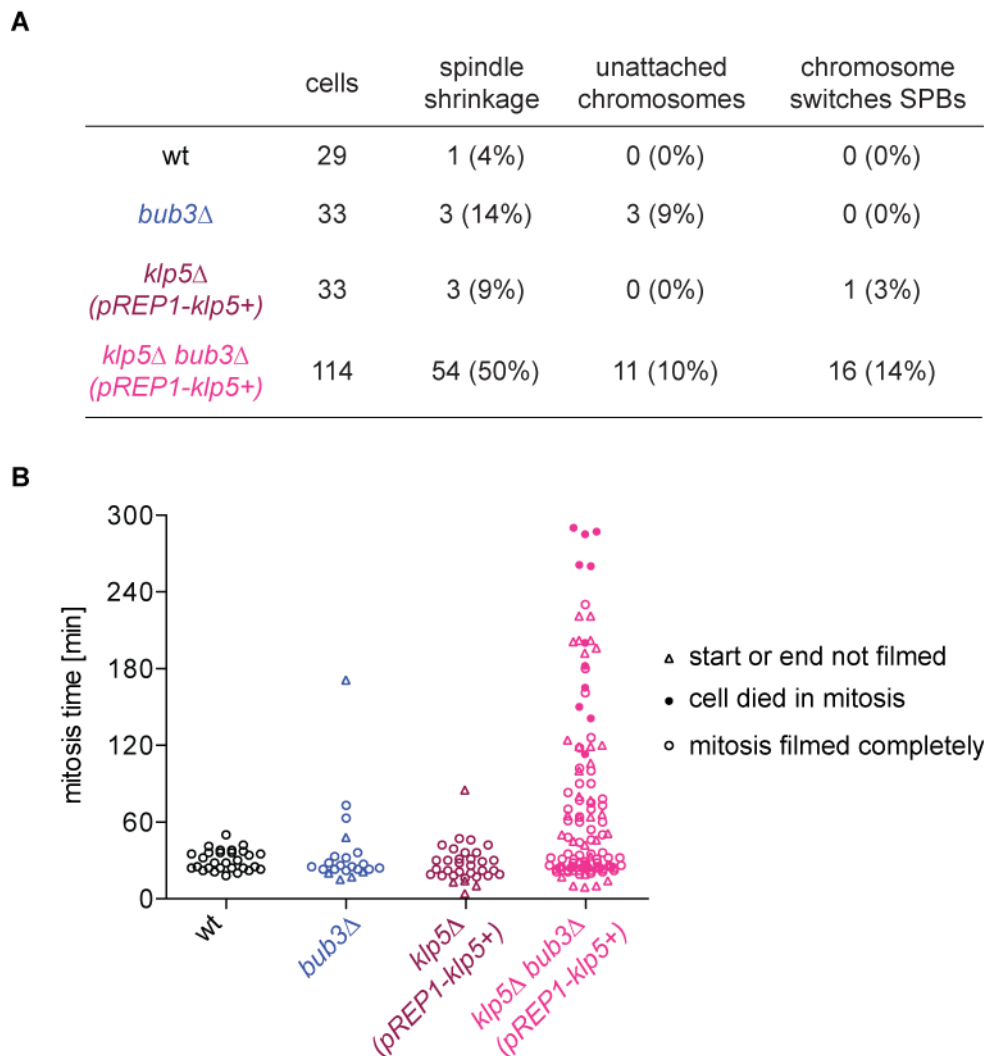 A
cells spindle shrinkage unattached chromosomes chromosome switches SPBs
wt 29 1 (4%) 0 (0%) 0 (0%)
bub3Δ 33 3 (14%) 3 (9%) 0 (0%)
klp5Δ (pREP1-klp5+) 33 3 (9%) 0 (0%) 1 (3%)
klp5Δ bub3Δ (pREP1-klp5+) 114 54 (50%) 11 (10%) 16 (14%)
B
mitosis time [min]
300
240
180
120
60
0
wt
bub3Δ
klp5Δ
(pREP1-klp5+)
klp5Δ bub3Δ
(pREP1-klp5+)
start or end not filmed
cell died in mitosis
mitosis filmed completely